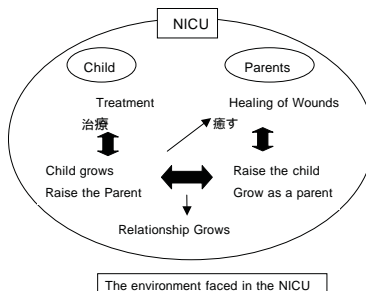 NICU
Child
Parents
Treatment
治療
Healing of Wounds
癒す
Child grows
Raise the Parent
Raise the child
Grow as a parent
Relationship Grows
The environment faced in the NICU